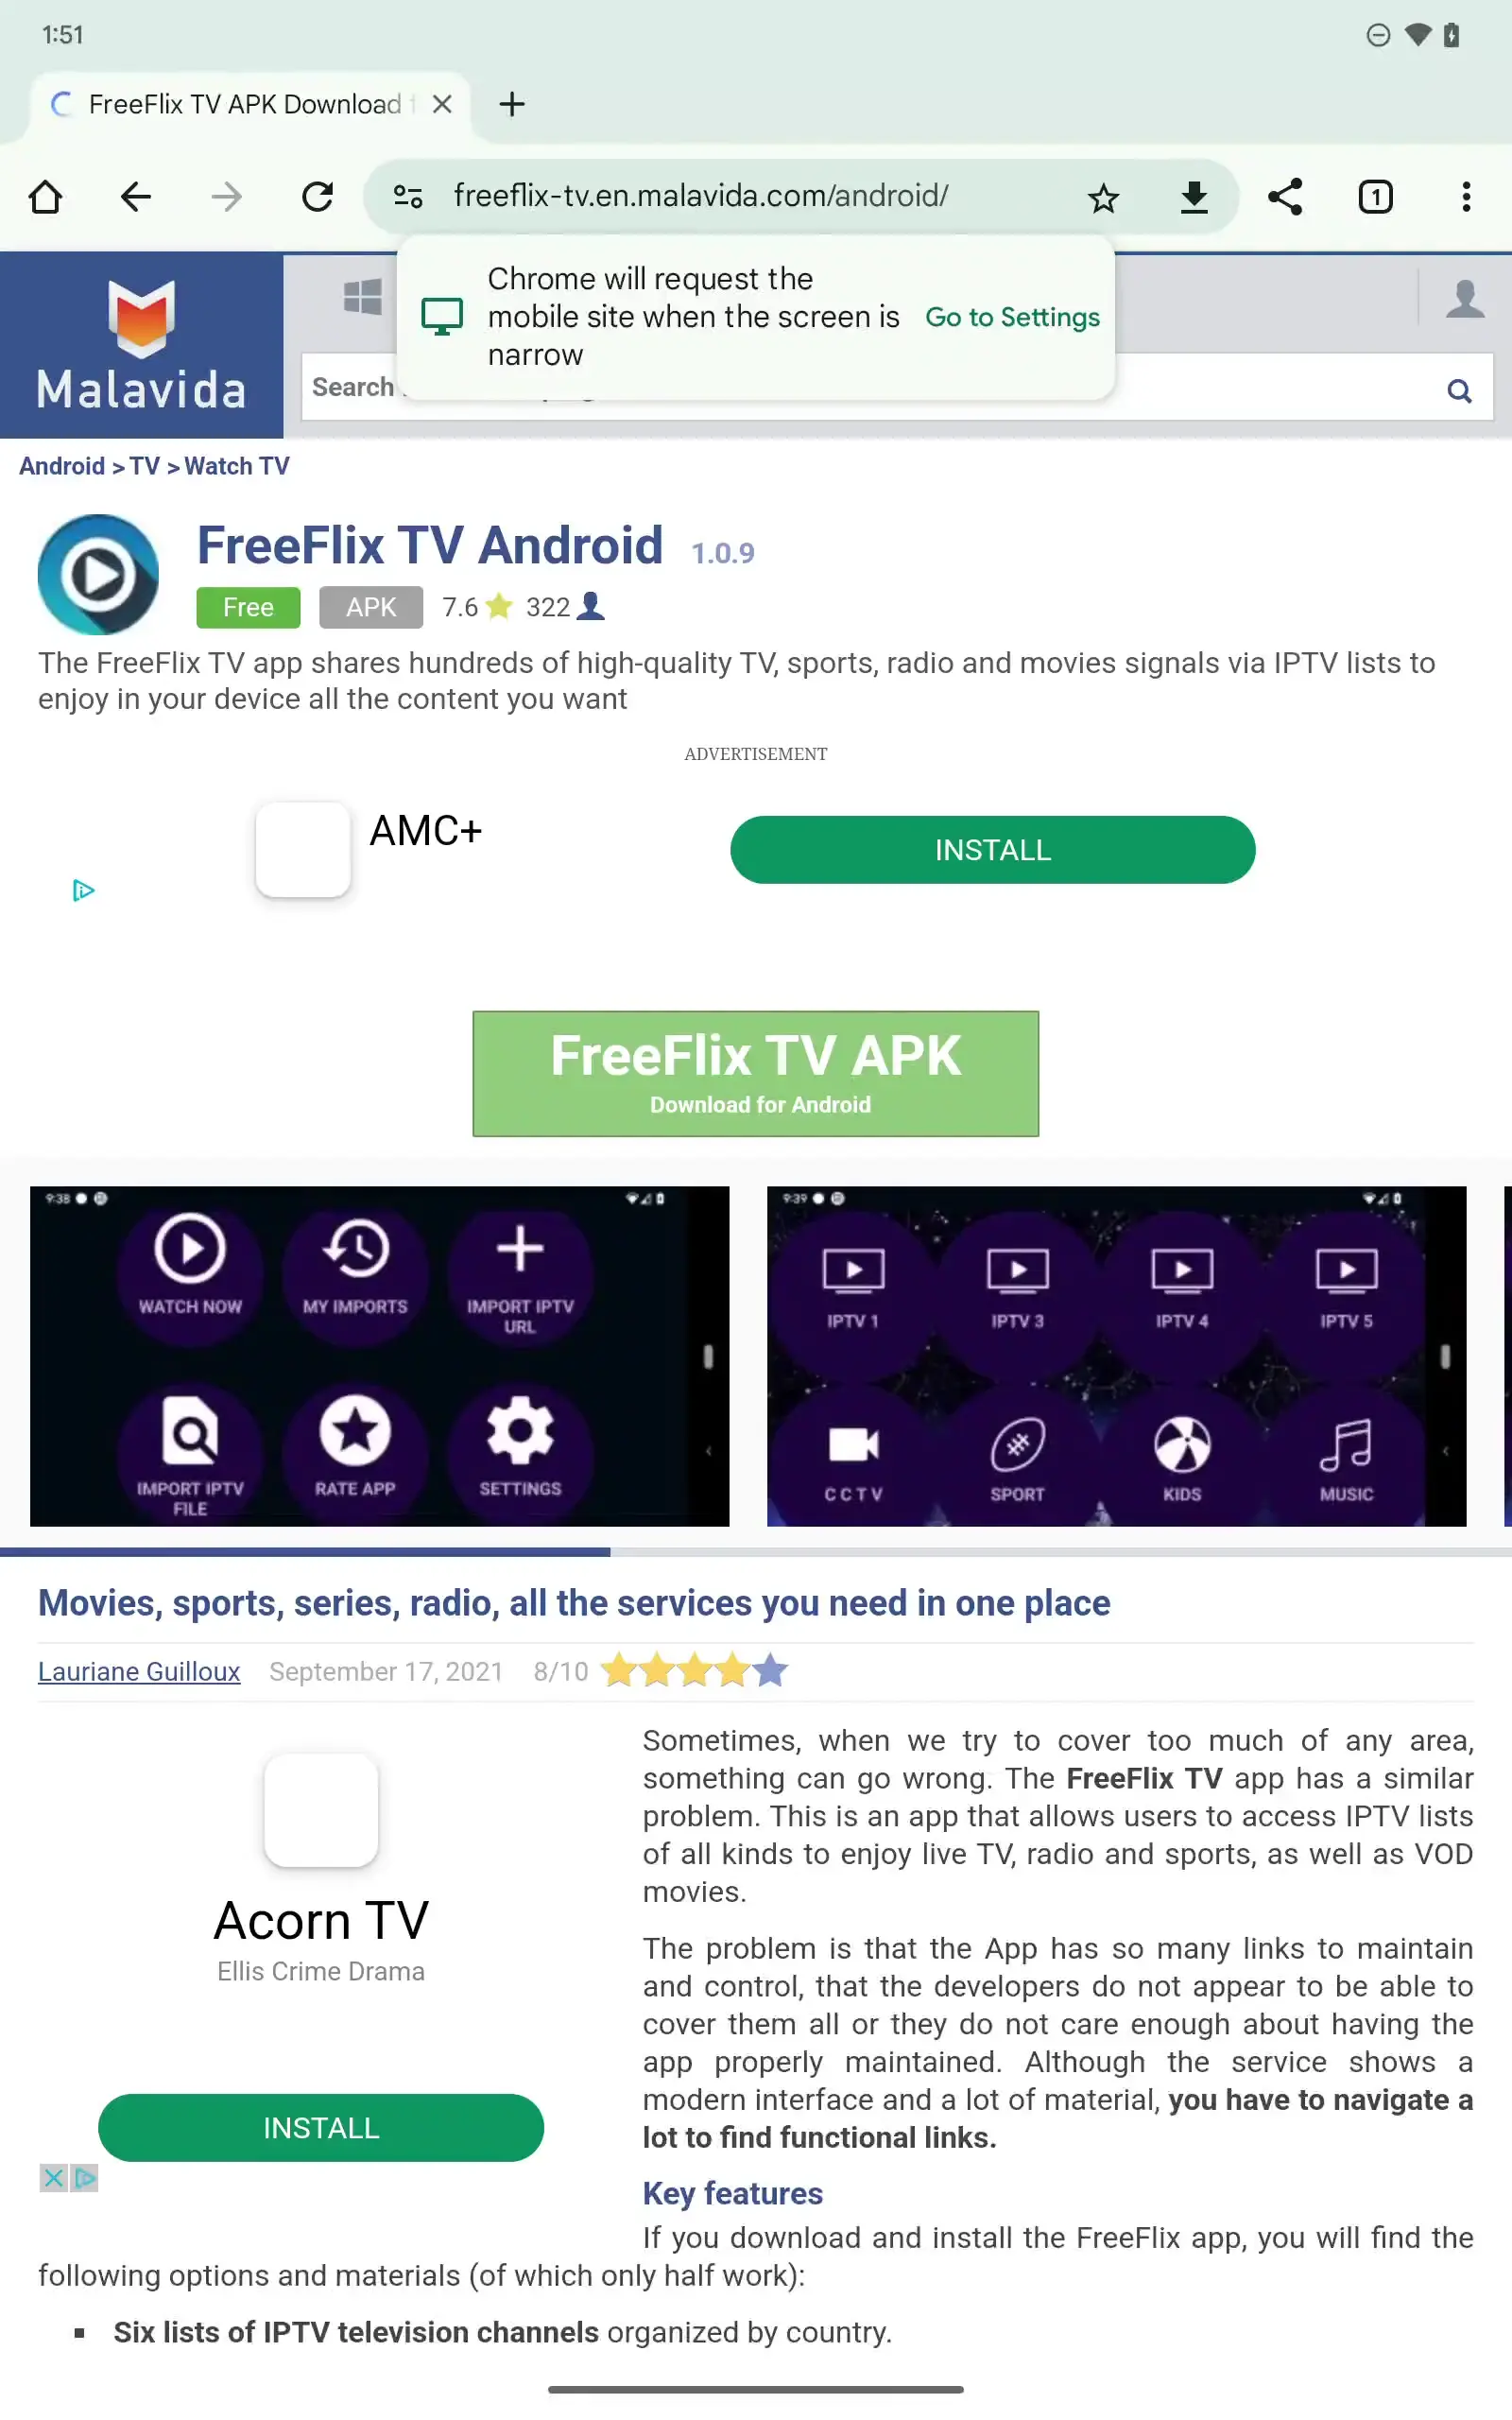 1:51
FreeFlix TV APK Download
freeflix-tv.en.malavida.com/android/
1
Chrome will request the
mobile site when the screen is
narrow
Go to Settings
Malavida
Search
Android > TV > Watch TV
FreeFlix TV Android 1.0.9
Free APK 7.6 322
The FreeFlix TV app shares hundreds of high-quality TV, sports, radio and movies signals via IPTV lists to
enjoy in your device all the content you want
ADVERTISEMENT
AMC+
INSTALL
FreeFlix TV APK
Download for Android
9:38
WATCH NOW MY IMPORTS IMPORT IPTV
URL
IMPORT IPTV
FILE
RATE APP SETTINGS
9:39
IPTV 1 IPTV 3 IPTV 4 IPTV 5
C C T V SPORT KIDS MUSIC
Movies, sports, series, radio, all the services you need in one place
Lauriane Guilloux September 17, 2021 8/10
Acorn TV
Ellis Crime Drama
INSTALL
Sometimes, when we try to cover too much of any area,
something can go wrong. The FreeFlix TV app has a similar
problem. This is an app that allows users to access IPTV lists
of all kinds to enjoy live TV, radio and sports, as well as VOD
movies.
The problem is that the App has so many links to maintain
and control, that the developers do not appear to be able to
cover them all or they do not care enough about having the
app properly maintained. Although the service shows a
modern interface and a lot of material, you have to navigate a
lot to find functional links.
Key features
If you download and install the FreeFlix app, you will find the
following options and materials (of which only half work):
▪ Six lists of IPTV television channels organized by country.